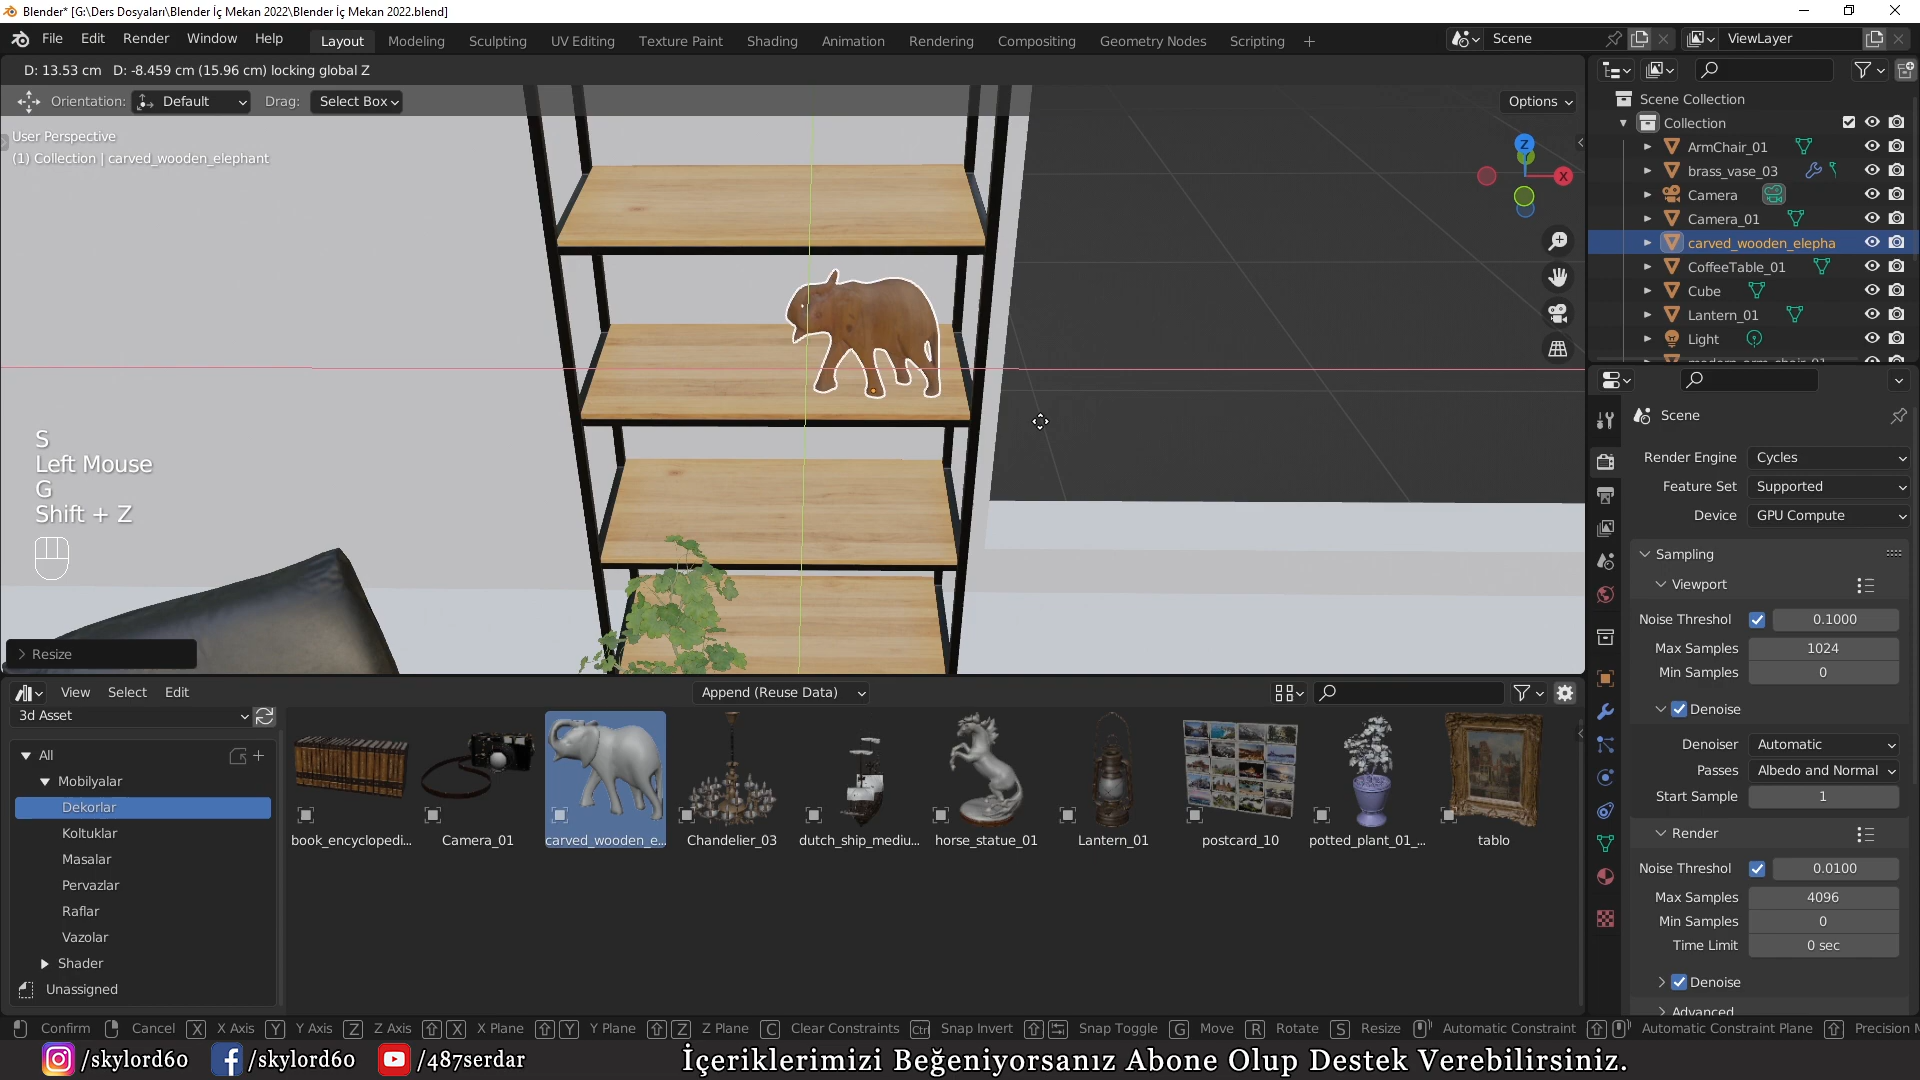 Blender* [G:\Ders Dosyaları\Blender İç Mekan 2022\Blender İç Mekan 2022.blend]
File Edit Render Window Help
Layout Modeling Sculpting UV Editing Texture Paint Shading Animation Rendering Compositing Geometry Nodes Scripting +
Scene
ViewLayer
D: 13.53 cm D: -8.459 cm (15.96 cm) locking global Z
Orientation: Default Drag: Select Box
Options
User Perspective
(1) Collection | carved_wooden_elephant
Z
X
S
Left Mouse
G
Shift + Z
Resize
Scene Collection
Collection
ArmChair_01
brass_vase_03
Camera
Camera_01
carved_wooden_elepha
CoffeeTable_01
Cube
Lantern_01
Light
Scene
Render Engine Cycles
Feature Set Supported
Device GPU Compute
Sampling
Viewport
Noise Threshol 0.1000
Max Samples 1024
Min Samples 0
Denoise
Denoiser Automatic
Passes Albedo and Normal
Start Sample 1
Render
Noise Threshol 0.0100
Max Samples 4096
Min Samples 0
Time Limit 0 sec
Denoise
Advanced
View Select Edit
Append (Reuse Data)
3d Asset
All
Mobilyalar
Dekorlar
Koltuklar
Masalar
Pervazlar
Raflar
Vazolar
Shader
Unassigned
book_encyclopedi... Camera_01 carved_wooden_e... Chandelier_03 dutch_ship_mediu... horse_statue_01 Lantern_01 postcard_10 potted_plant_01_... tablo
Confirm Cancel X X Axis Y Y Axis Z Z Axis X X Plane Y Y Plane Z Z Plane C Clear Constraints Ctrl Snap Invert Snap Toggle G Move R Rotate S Resize Automatic Constraint Automatic Constraint Plane Precision M
/skylord60 /skylord60 /487serdar İçeriklerimizi Beğeniyorsanız Abone Olup Destek Verebilirsiniz.